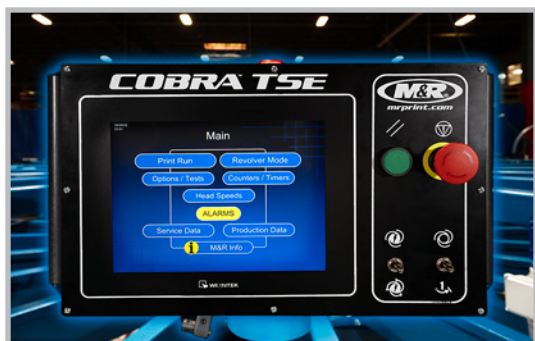 COBRA TSE
M&R
mrprint.com
Main
Print Run
Revolver Mode
Options / Tests
Counters / Timers
Head Speeds
ALARMS
Service Data
Production Data
i M&R Info
WEINTEK